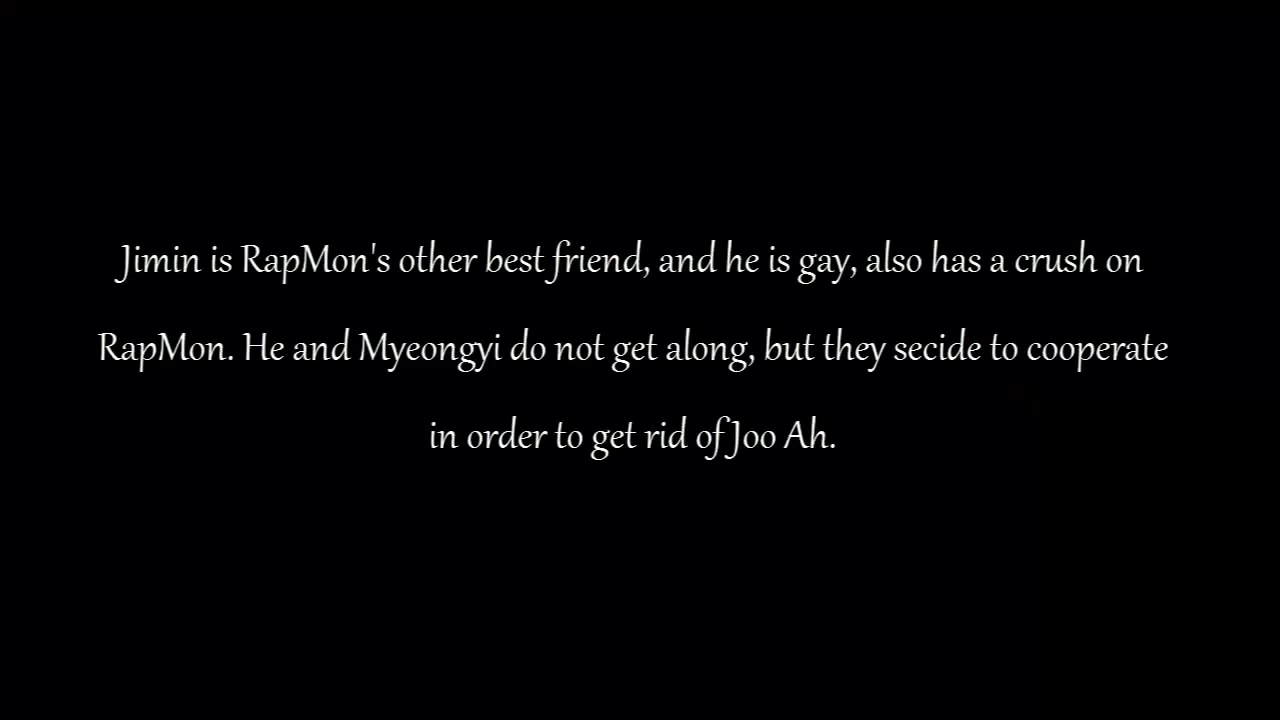 Jimin is RapMon's other best friend, and he is gay, also has a crush on
RapMon. He and Myeongyi do not get along, but they secide to cooperate
in order to get rid of Joo Ah.